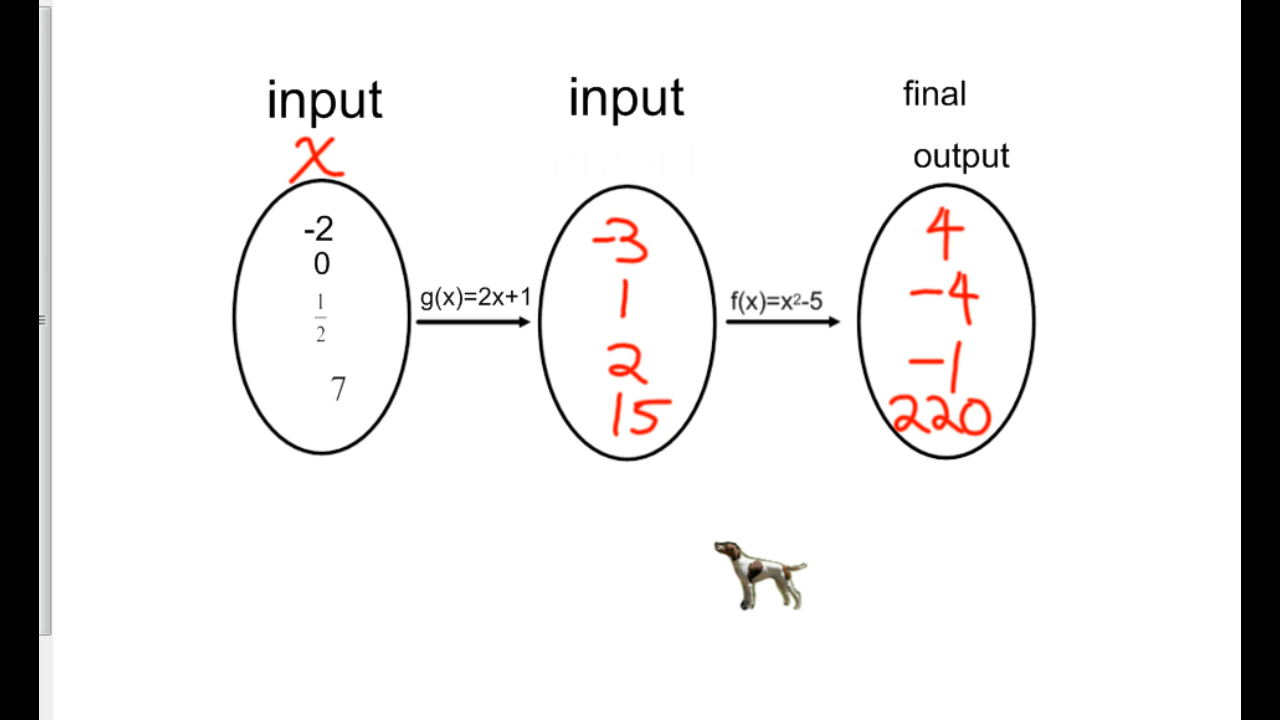 input
input
final
output
x
-2
0
1
2
7
g(x)=2x+1
-3
1
2
15
f(x)=x²-5
4
-4
-1
220